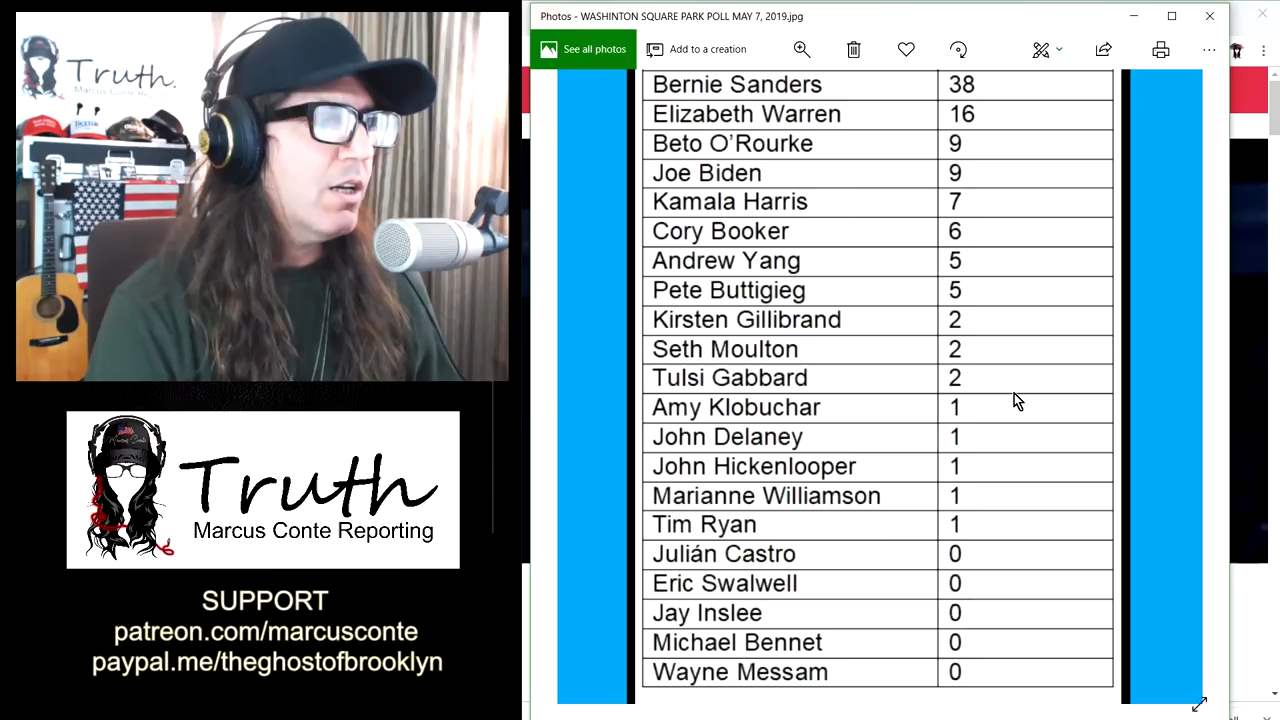 Truth.
Marcus Conte Re
Truth
Marcus Conte Reporting
SUPPORT
patreon.com/marcusconte
paypal.me/theghostofbrooklyn
Photos - WASHINTON SQUARE PARK POLL MAY 7, 2019.jpg
See all photos
Add to a creation
Bernie Sanders 38
Elizabeth Warren 16
Beto O’Rourke 9
Joe Biden 9
Kamala Harris 7
Cory Booker 6
Andrew Yang 5
Pete Buttigieg 5
Kirsten Gillibrand 2
Seth Moulton 2
Tulsi Gabbard 2
Amy Klobuchar 1
John Delaney 1
John Hickenlooper 1
Marianne Williamson 1
Tim Ryan 1
Julián Castro 0
Eric Swalwell 0
Jay Inslee 0
Michael Bennet 0
Wayne Messam 0